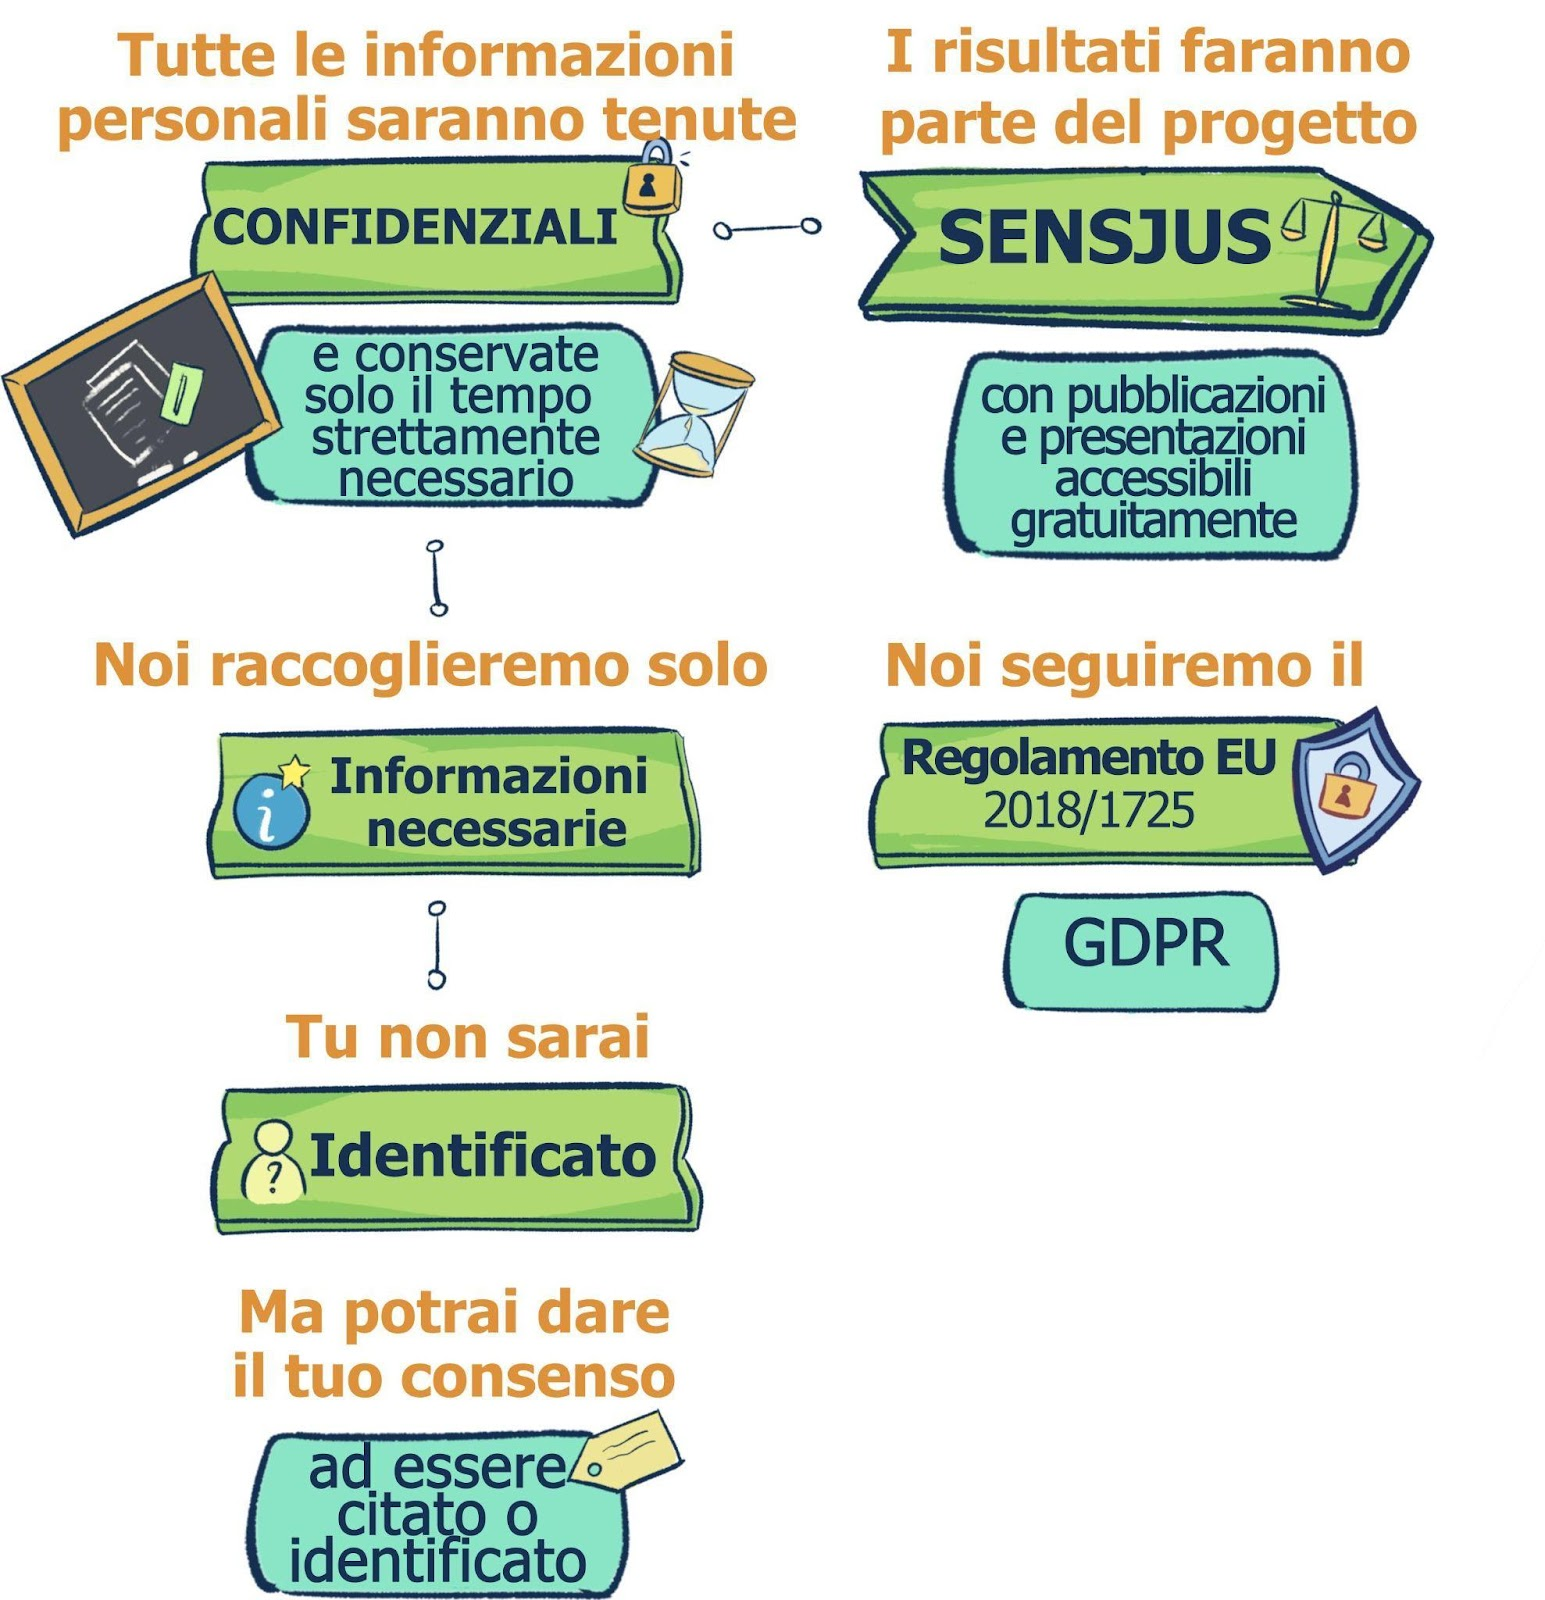 Tutte le informazioni
personali saranno tenute
CONFIDENZIALI
e conservate
solo il tempo
strettamente
necessario
I risultati faranno
parte del progetto
SENSJUS
con pubblicazioni
e presentazioni
accessibili
gratuitamente
Noi raccoglieremo solo
i
Informazioni
necessarie
Noi seguiremo il
Regolamento EU
2018/1725
GDPR
Tu non sarai
?
Identificato
Ma potrai dare
il tuo consenso
ad essere
citato o
identificato